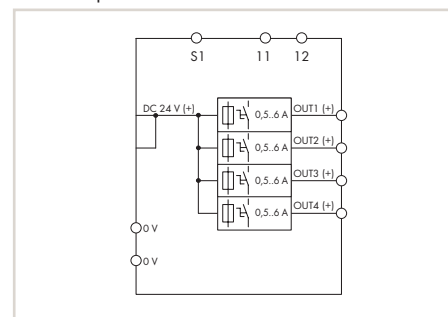 S1 11 12
DC 24 V (+) 0,5..6 A OUT1 (+)
0,5..6 A OUT2 (+)
0,5..6 A OUT3 (+)
0,5..6 A OUT4 (+)
0 V
0 V